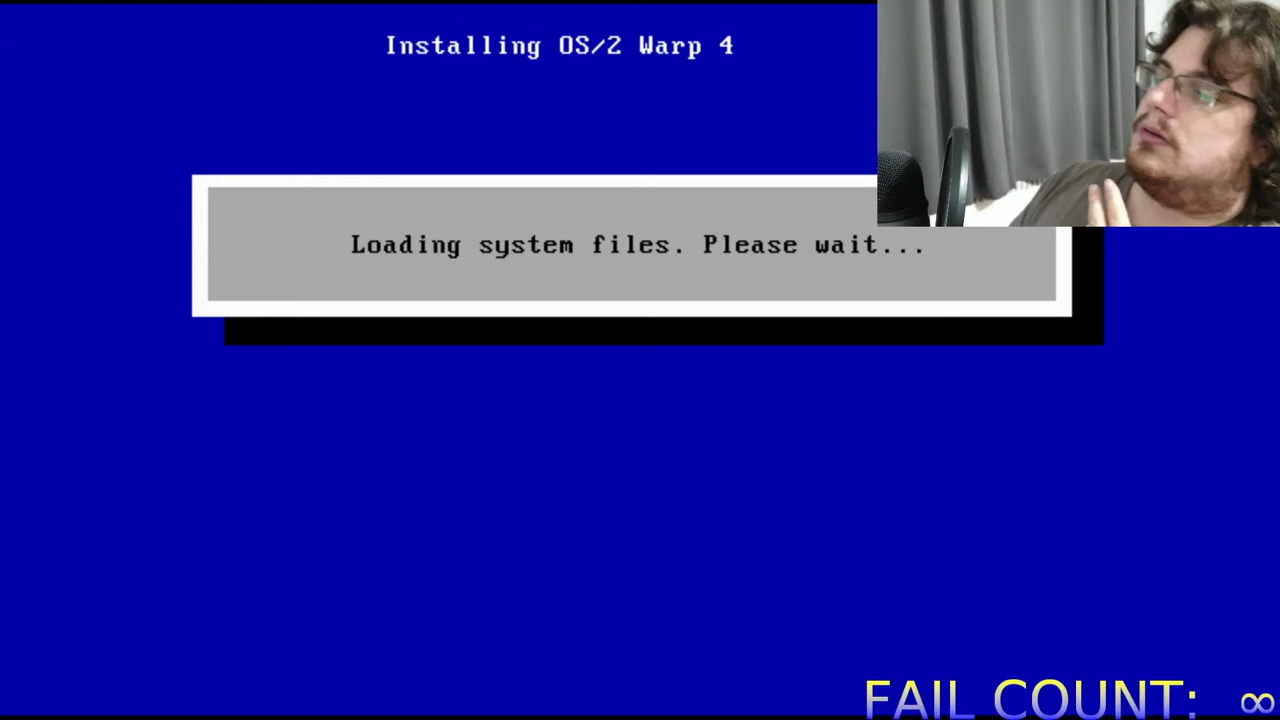 Installing OS/2 Warp 4
Loading system files. Please wait...
FAIL COUNT: ∞